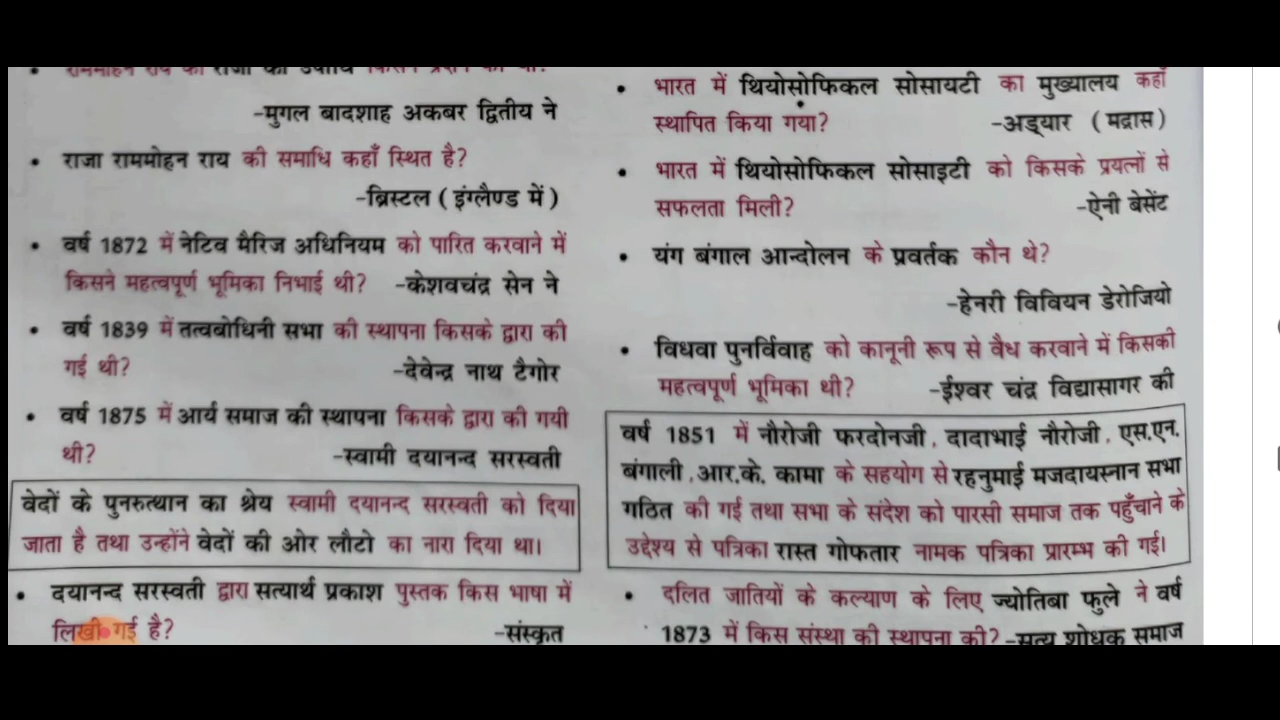 -मुगल बादशाह अकबर द्वितीय ने
• राजा राममोहन राय की समाधि कहाँ स्थित है?
-ब्रिस्टल ( इंग्लैण्ड में )
• वर्ष 1872 में नेटिव मैरिज अधिनियम को पारित करवाने में
किसने महत्वपूर्ण भूमिका निभाई थी? -केशवचंद्र सेन ने
• वर्ष 1839 में तत्वबोधिनी सभा की स्थापना किसके द्वारा की
गई थी? -देवेन्द्र नाथ टैगोर
• वर्ष 1875 में आर्य समाज की स्थापना किसके द्वारा की गयी
थी? -स्वामी दयानन्द सरस्वती
वेदों के पुनरुत्थान का श्रेय स्वामी दयानन्द सरस्वती को दिया
जाता है तथा उन्होंने वेदों की ओर लौटो का नारा दिया था।
• दयानन्द सरस्वती द्वारा सत्यार्थ प्रकाश पुस्तक किस भाषा में
लिखी गई है? -संस्कृत
• भारत में थियोसोफिकल सोसायटी का मुख्यालय कहाँ
स्थापित किया गया? -अड्यार ( मद्रास )
• भारत में थियोसोफिकल सोसाइटी को किसके प्रयत्नों से
सफलता मिली? -ऐनी बेसेंट
• यंग बंगाल आन्दोलन के प्रवर्तक कौन थे?
-हेनरी विवियन डेरोजियो
• विधवा पुनर्विवाह को कानूनी रूप से वैध करवाने में किसकी
महत्वपूर्ण भूमिका थी? -ईश्वर चंद्र विद्यासागर की
वर्ष 1851 में नौरोजी फरदोनजी, दादाभाई नौरोजी, एस.एन.
बंगाली, आर.के. कामा के सहयोग से रहनुमाई मजदायस्नान सभा
गठित की गई तथा सभा के संदेश को पारसी समाज तक पहुँचाने के
उद्देश्य से पत्रिका रास्त गोफतार नामक पत्रिका प्रारम्भ की गई।
• दलित जातियों के कल्याण के लिए ज्योतिबा फुले ने वर्ष
1873 में किस संस्था की स्थापना की? -सत्य शोधक समाज